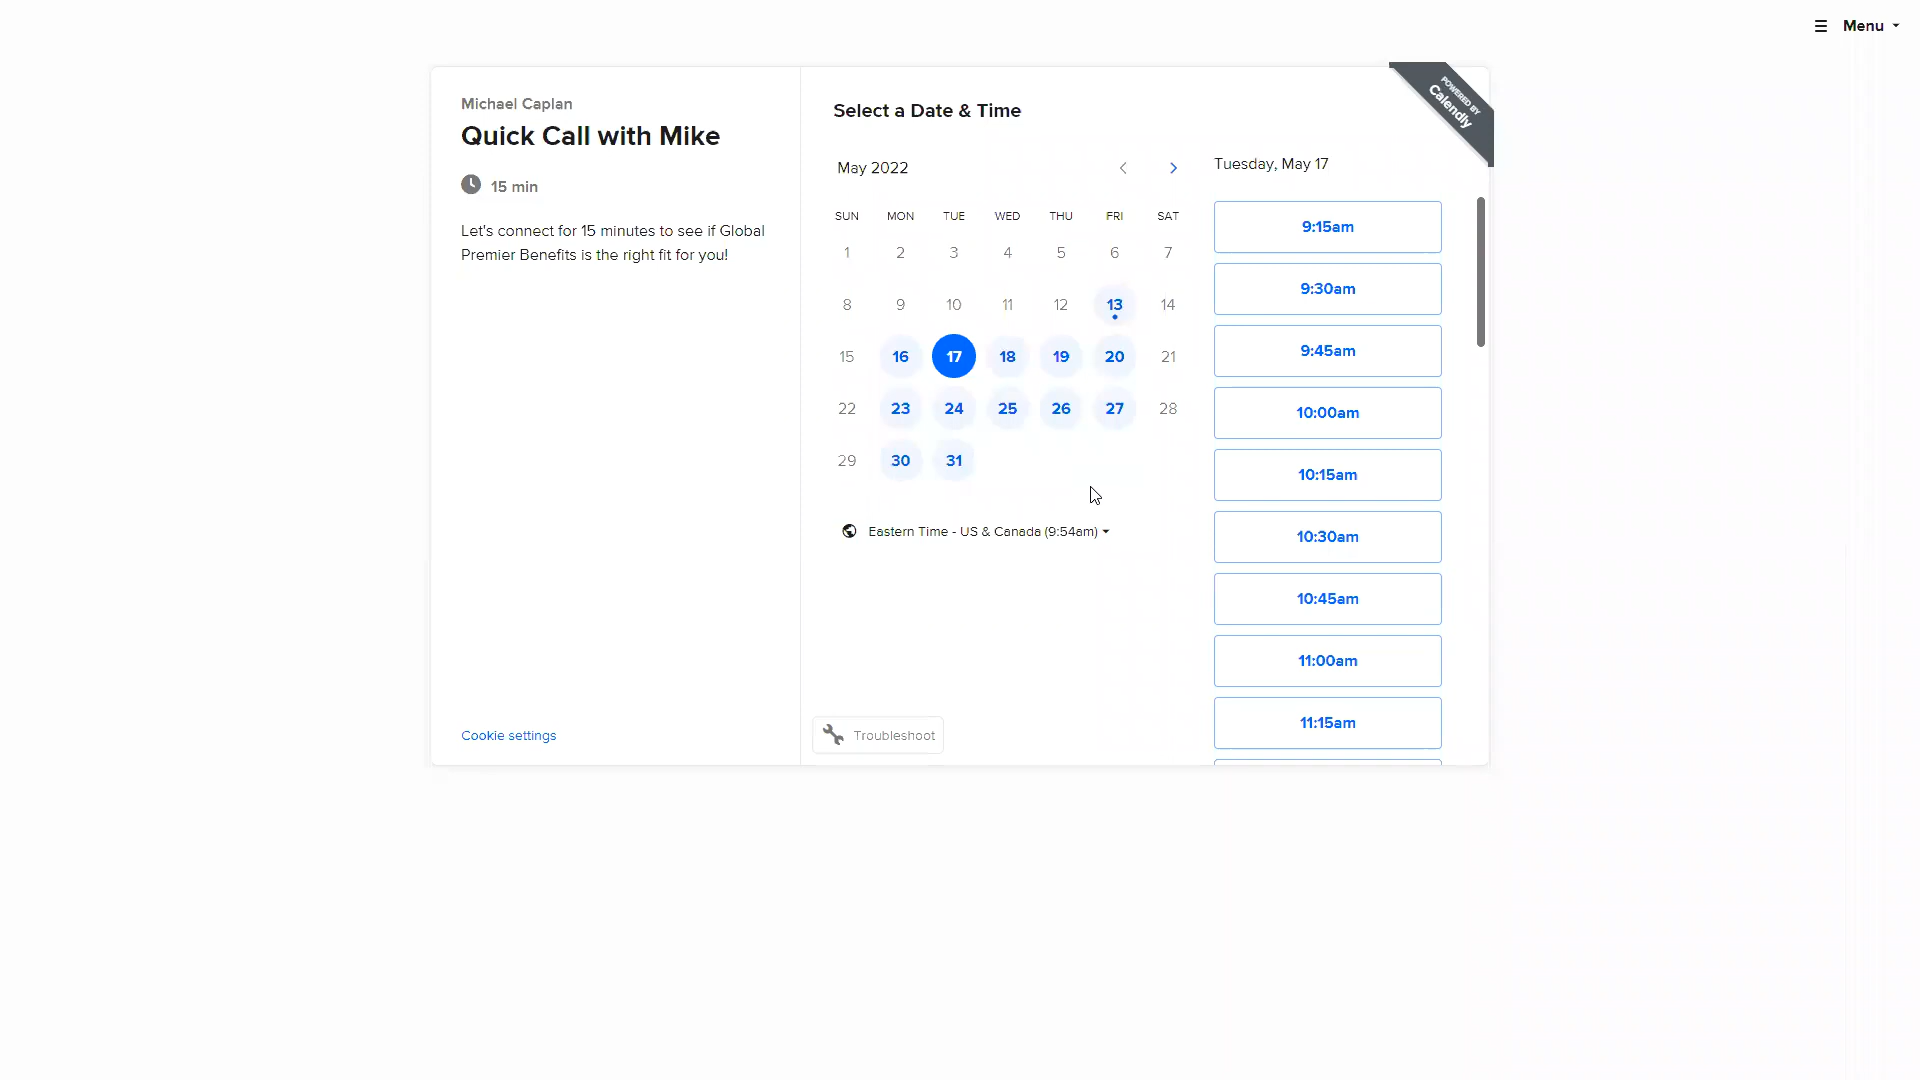 Menu
Michael Caplan
Quick Call with Mike
15 min
Let's connect for 15 minutes to see if Global
Premier Benefits is the right fit for you!
Cookie settings
Select a Date & Time
POWERED BY
Calendly
May 2022
SUN MON TUE WED THU FRI SAT
1 2 3 4 5 6 7
8 9 10 11 12 13 14
15 16 17 18 19 20 21
22 23 24 25 26 27 28
29 30 31
Eastern Time - US & Canada (9:54am)
Troubleshoot
Tuesday, May 17
9:15am
9:30am
9:45am
10:00am
10:15am
10:30am
10:45am
11:00am
11:15am